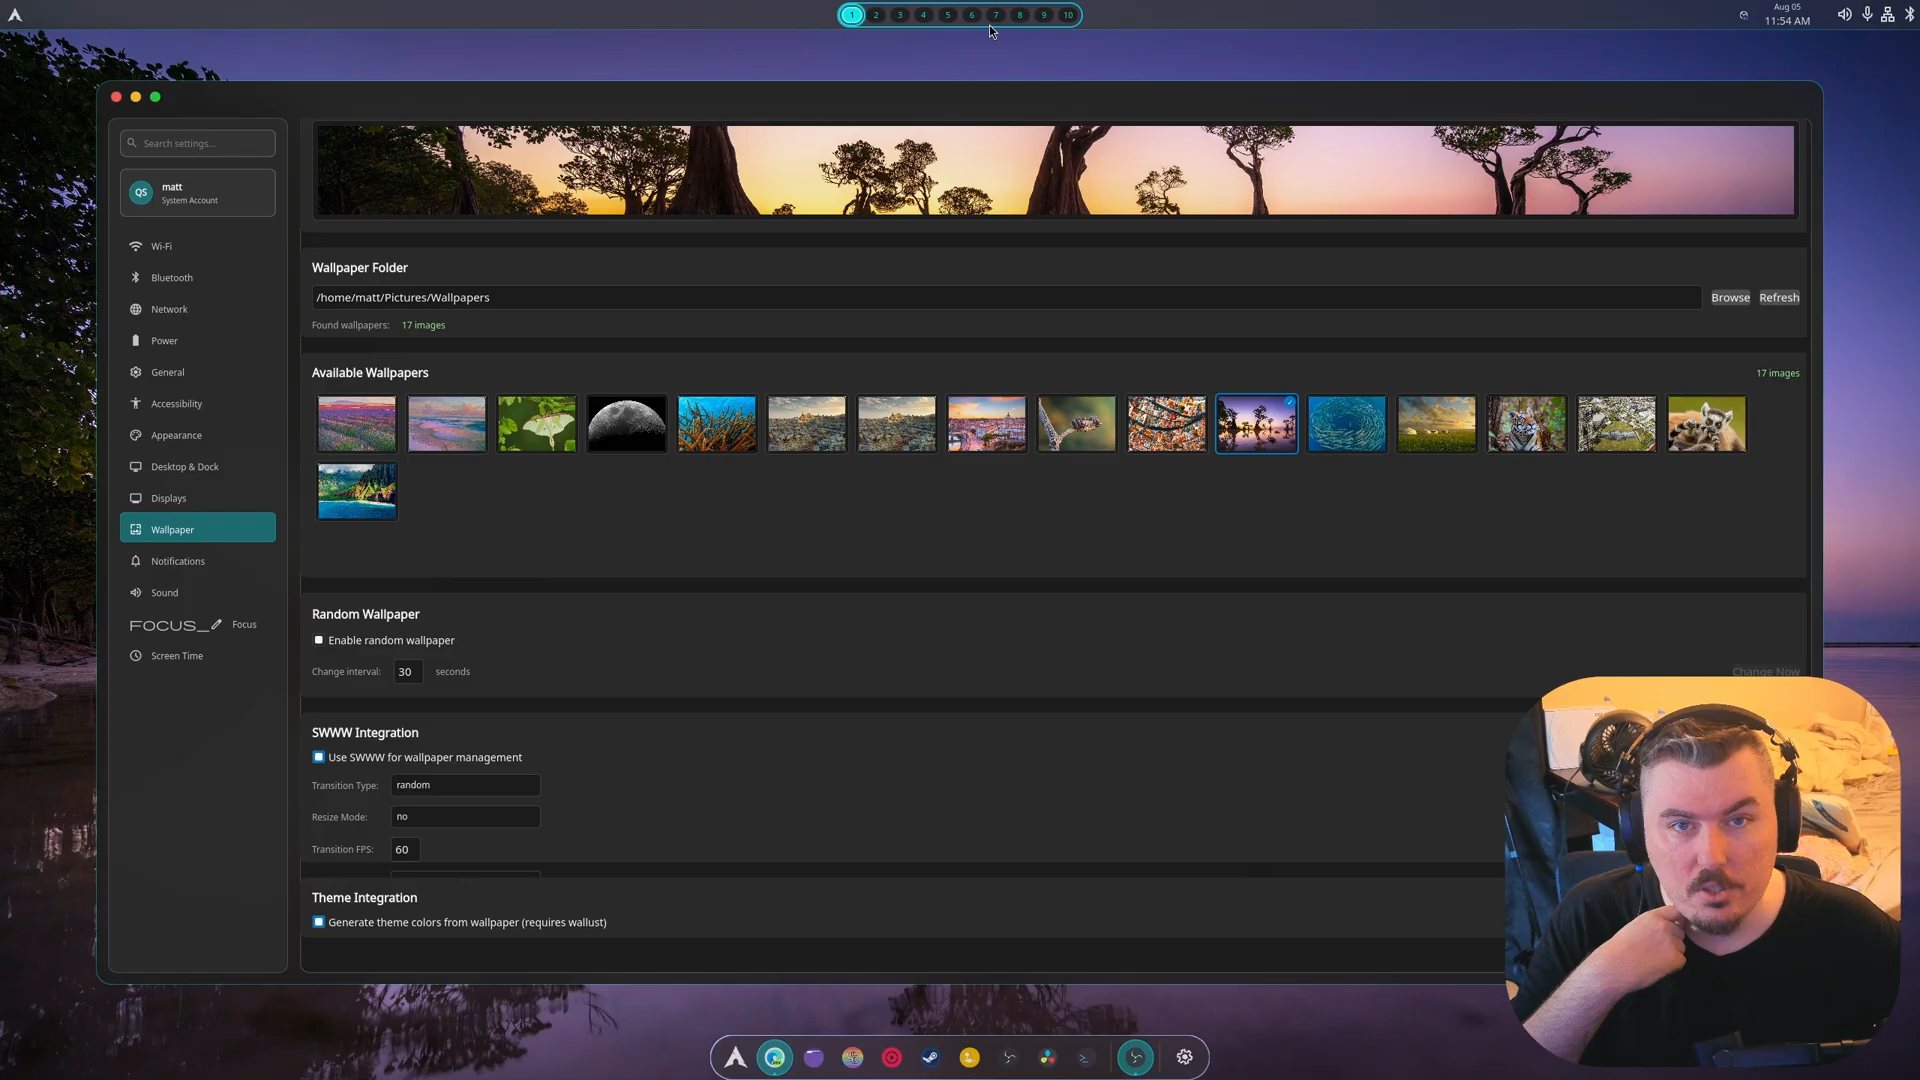 1 2 3 4 5 6 7 8 9 10
Aug 05
11:54 AM
Search settings...
QS
matt
System Account
Wi-Fi
Bluetooth
Network
Power
General
Accessibility
Appearance
Desktop & Dock
Displays
Wallpaper
Notifications
Sound
FOCUS_ Focus
Screen Time
Wallpaper Folder
/home/matt/Pictures/Wallpapers
Browse Refresh
Found wallpapers: 17 images
Available Wallpapers
17 images
Random Wallpaper
Enable random wallpaper
Change interval: 30 seconds
Change Now
SWWW Integration
Use SWWW for wallpaper management
Transition Type: random
Resize Mode: no
Transition FPS: 60
Theme Integration
Generate theme colors from wallpaper (requires wallust)